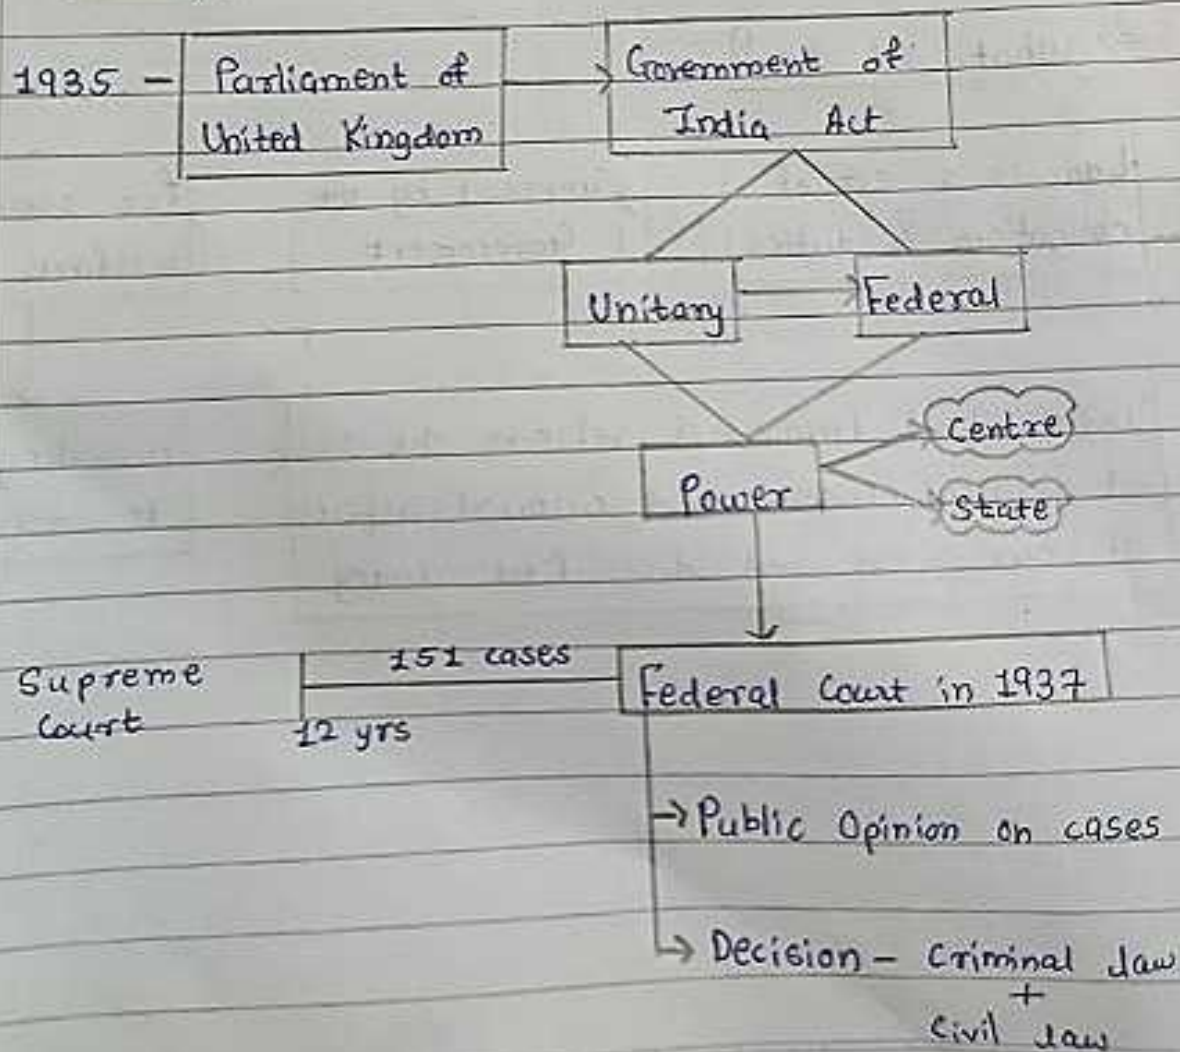 1935 - Parliament of
United Kingdom
Government of
India Act
Unitary
Federal
Power
Centre
State
Supreme
Court
151 cases
12 yrs
Federal Court in 1937
Public Opinion on cases
Decision - Criminal law
+
Civil law